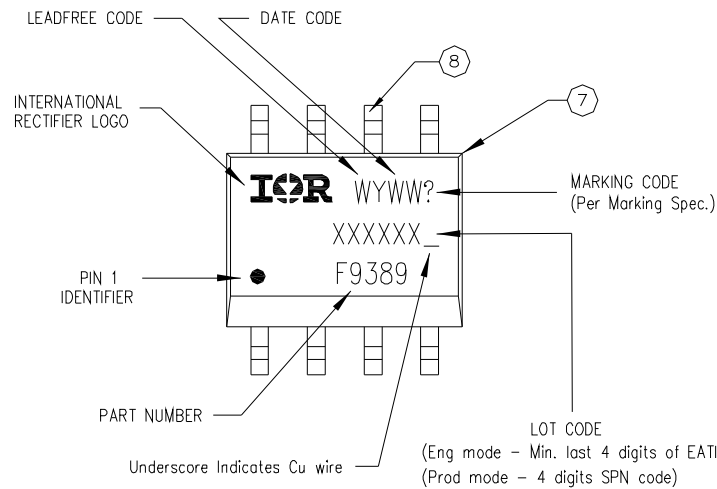 LEADFREE CODE
DATE CODE
8
7
INTERNATIONAL
RECTIFIER LOGO
IOR WYWW?
MARKING CODE
(Per Marking Spec.)
XXXXXX_
PIN 1
IDENTIFIER
F9389
PART NUMBER
LOT CODE
(Eng mode - Min. last 4 digits of EATI
(Prod mode - 4 digits SPN code)
Underscore Indicates Cu wire